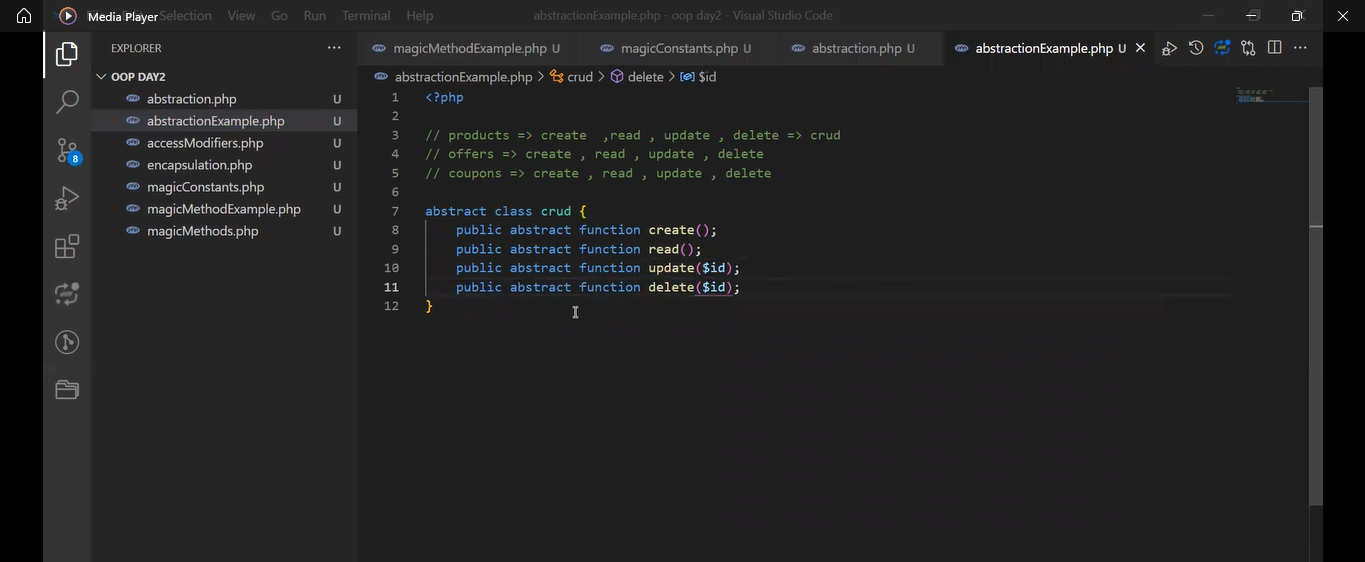 Media Player
Selection View Go Run Terminal Help
abstractionExample.php - oop day2 - Visual Studio Code
EXPLORER
OOP DAY2
abstraction.php U
abstractionExample.php U
accessModifiers.php U
encapsulation.php U
magicConstants.php U
magicMethodExample.php U
magicMethods.php U
8
magicMethodExample.php U
magicConstants.php U
abstraction.php U
abstractionExample.php U
abstractionExample.php > crud > delete > $id
1 <?php
2
3 // products => create ,read , update , delete => crud
4 // offers => create , read , update , delete
5 // coupons => create , read , update , delete
6
7 abstract class crud {
8 public abstract function create();
9 public abstract function read();
10 public abstract function update($id);
11 public abstract function delete($id);
12 }